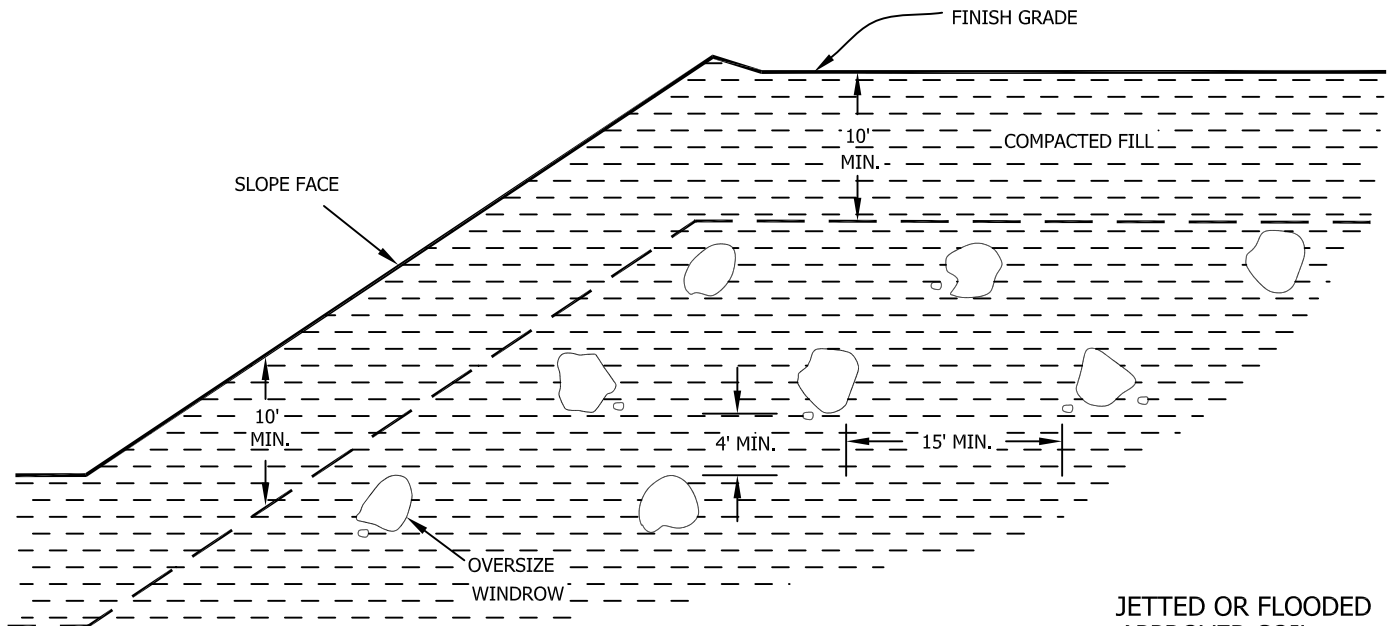 FINISH GRADE
10'
MIN.
COMPACTED FILL
SLOPE FACE
10'
MIN.
4' MIN.
15' MIN.
OVERSIZE
WINDROW
JETTED OR FLOODED